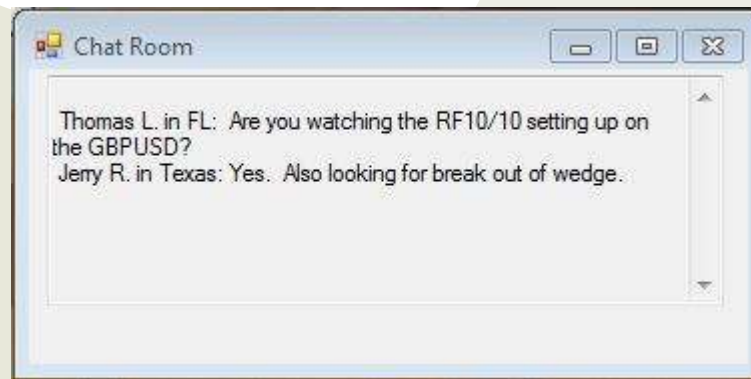 Chat Room
Thomas L. in FL: Are you watching the RF10/10 setting up on
the GBPUSD?
Jerry R. in Texas: Yes. Also looking for break out of wedge.